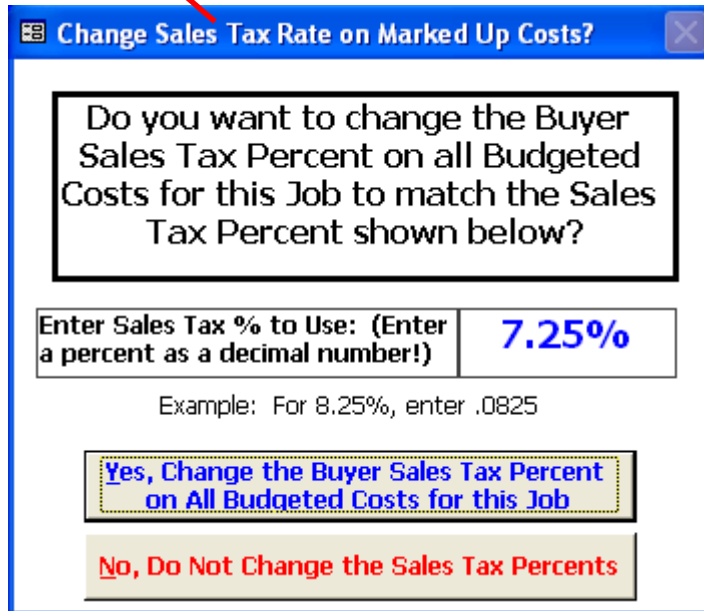 Change Sales Tax Rate on Marked Up Costs?
Do you want to change the Buyer
Sales Tax Percent on all Budgeted
Costs for this Job to match the Sales
Tax Percent shown below?
Enter Sales Tax % to Use:  (Enter
a percent as a decimal number!)
7.25%
Example:  For 8.25%, enter .0825
Yes, Change the Buyer Sales Tax Percent
on All Budgeted Costs for this Job
No, Do Not Change the Sales Tax Percents